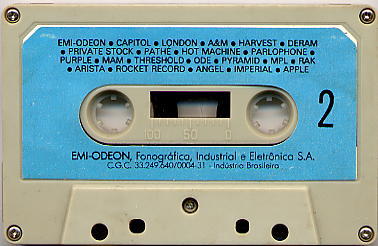 EMI-ODEON • CAPITOL • LONDON • A&M • HARVEST • DERAM
• PRIVATE STOCK • PATHE • HOT MACHINE • PARLOPHONE •
PURPLE • MAM • THRESHOLD • ODE • PYRAMID • MPL • RAK
• ARISTA • ROCKET RECORD • ANGEL • IMPERIAL • APPLE
2
100 50 0
EMI-ODEON, Fonográfica, Industrial e Eletrônica S.A.
C.G.C. 33.249.640/0004-31 - Indústria Brasileira